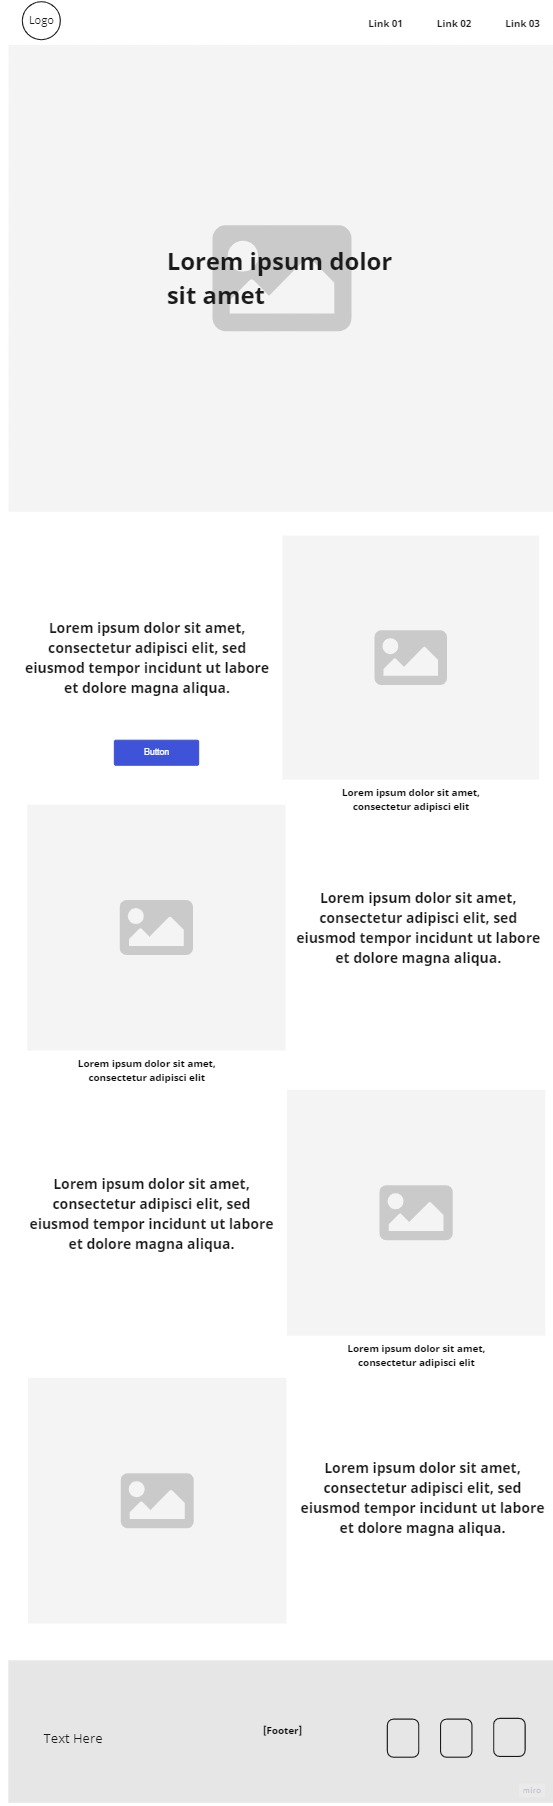 Logo
Link 01
Link 02
Link 03
Lorem ipsum dolor
sit amet
Lorem ipsum dolor sit amet,
consectetur adipisci elit, sed
eiusmod tempor incidunt ut labore
et dolore magna aliqua.
Button
Lorem ipsum dolor sit amet,
consectetur adipisci elit
Lorem ipsum dolor sit amet,
consectetur adipisci elit, sed
eiusmod tempor incidunt ut labore
et dolore magna aliqua.
Lorem ipsum dolor sit amet,
consectetur adipisci elit
Lorem ipsum dolor sit amet,
consectetur adipisci elit, sed
eiusmod tempor incidunt ut labore
et dolore magna aliqua.
Lorem ipsum dolor sit amet,
consectetur adipisci elit
Lorem ipsum dolor sit amet,
consectetur adipisci elit, sed
eiusmod tempor incidunt ut labore
et dolore magna aliqua.
Text Here
[Footer]
miro